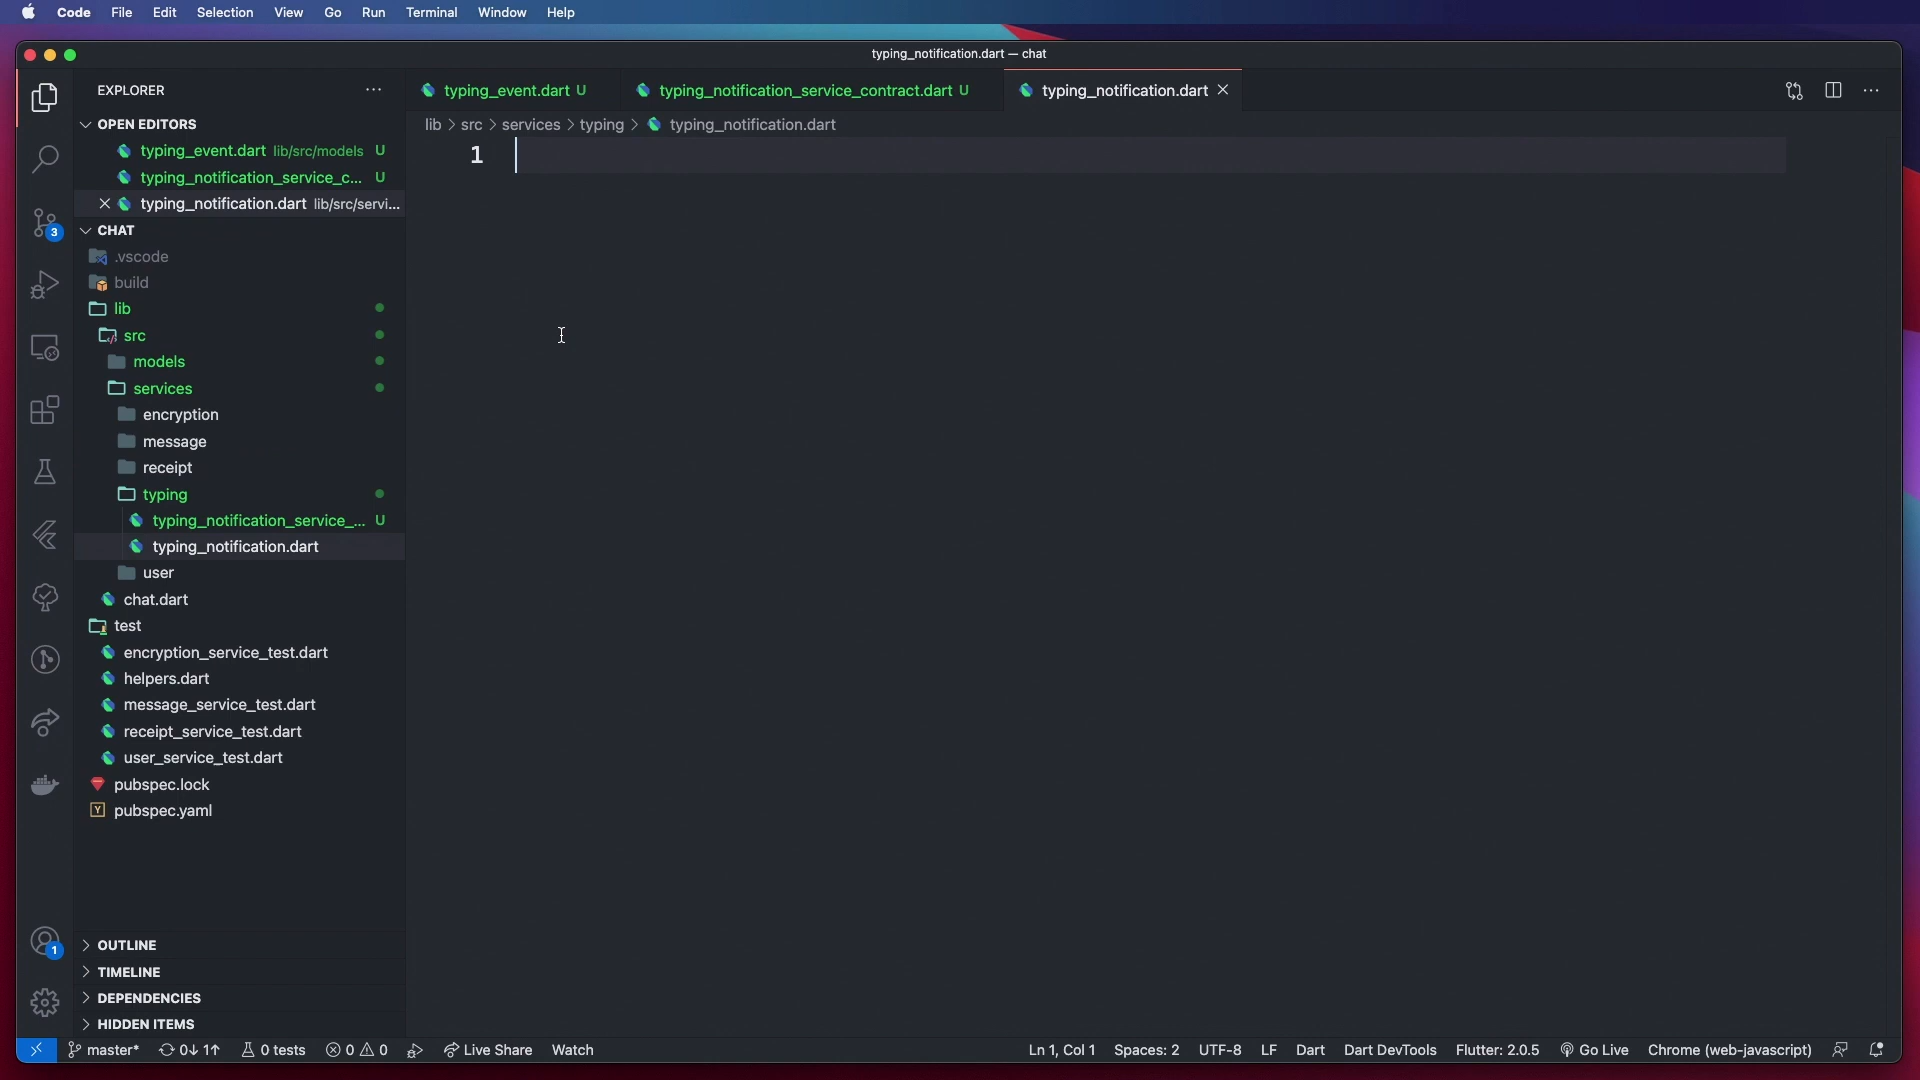 Code File Edit Selection View Go Run Terminal Window Help
typing_notification.dart — chat
EXPLORER
typing_event.dart U
typing_notification_service_contract.dart U
typing_notification.dart
OPEN EDITORS
typing_event.dart lib/src/models U
typing_notification_service_c... U
typing_notification.dart lib/src/servi...
lib > src > services > typing > typing_notification.dart
1
3
CHAT
.vscode
build
lib
src
models
services
encryption
message
receipt
typing
typing_notification_service_... U
typing_notification.dart
user
chat.dart
test
encryption_service_test.dart
helpers.dart
message_service_test.dart
receipt_service_test.dart
user_service_test.dart
pubspec.lock
Y pubspec.yaml
1
OUTLINE
TIMELINE
DEPENDENCIES
HIDDEN ITEMS
master* 0↓ 1↑ 0 tests 0 0 Live Share Watch Ln 1, Col 1 Spaces: 2 UTF-8 LF Dart Dart DevTools Flutter: 2.0.5 Go Live Chrome (web-javascript)